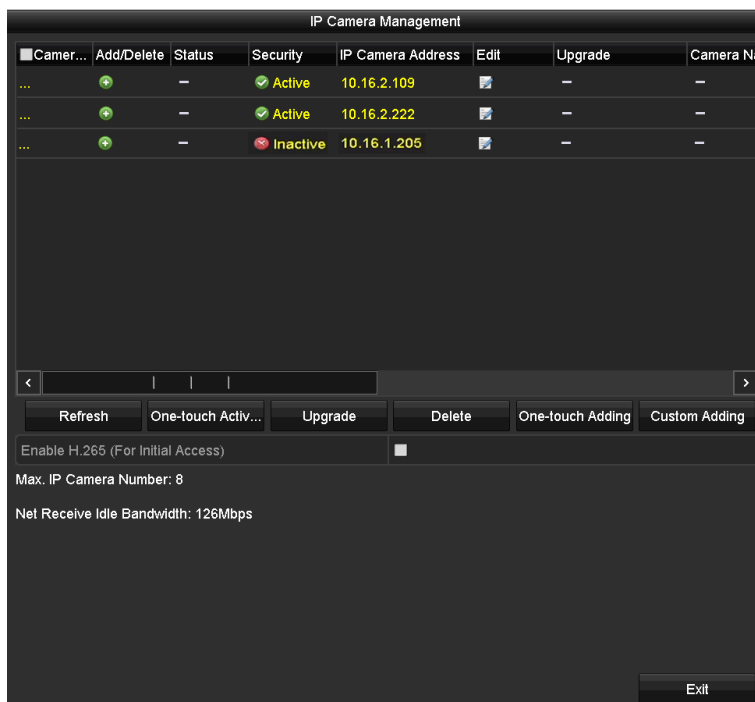 IP Camera Management
Camer... Add/Delete Status Security IP Camera Address Edit Upgrade Camera Na
... – Active 10.16.2.109 – –
... – Active 10.16.2.222 – –
... – Inactive 10.16.1.205 – –
Refresh One-touch Activ... Upgrade Delete One-touch Adding Custom Adding
Enable H.265 (For Initial Access)
Max. IP Camera Number: 8
Net Receive Idle Bandwidth: 126Mbps
Exit